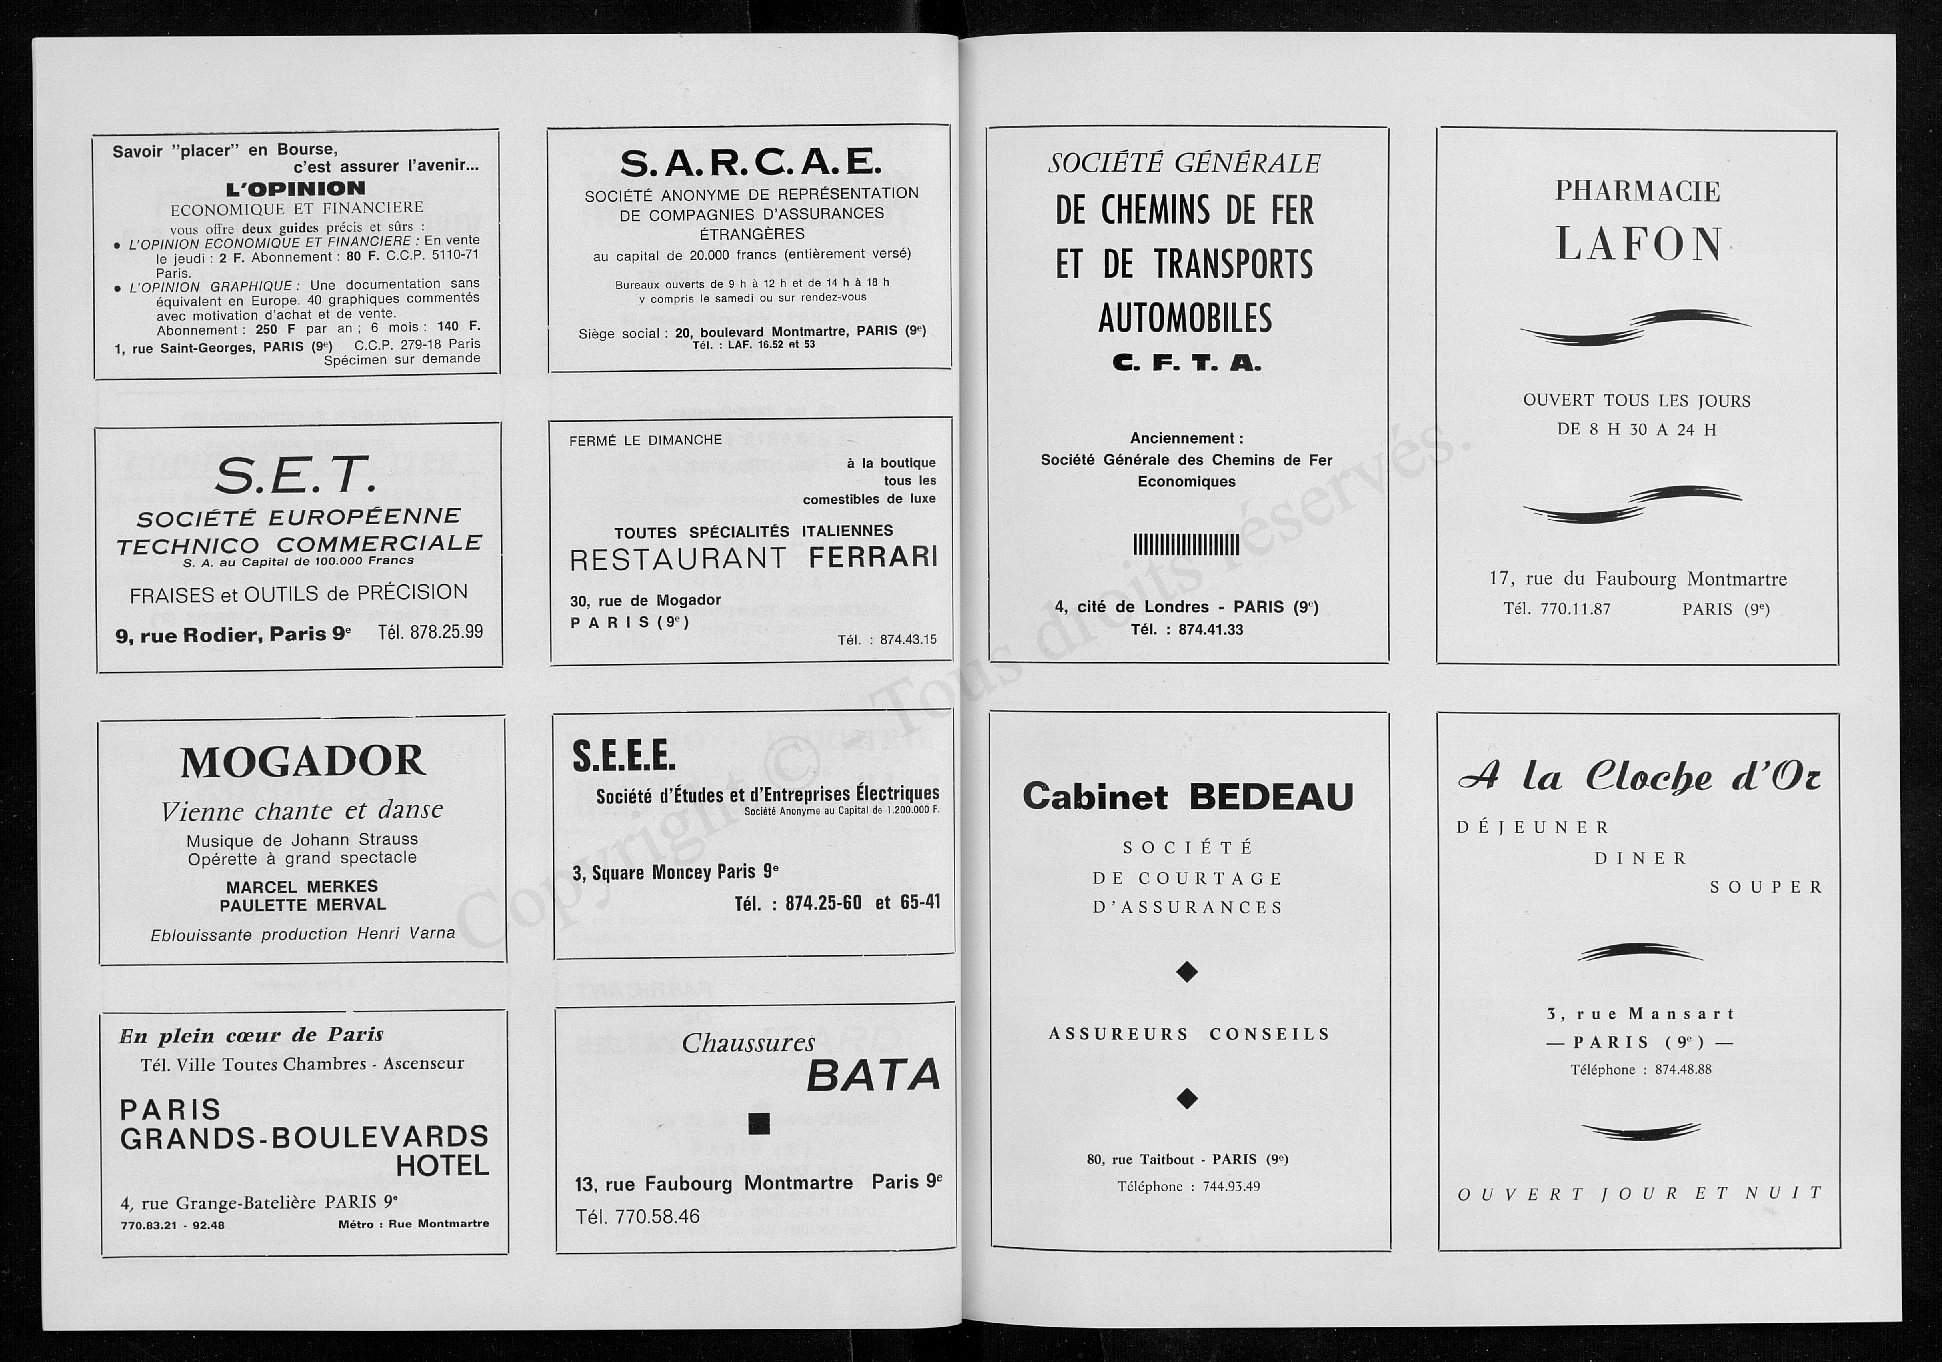 Savoir "placer" en Bourse,
c'est assurer l'avenir...
L'OPINION
ECONOMIQUE ET FINANCIERE
vous offre deux guides précis et sûrs :
• L'OPINION ECONOMIQUE ET FINANCIERE : En vente
le jeudi : 2 F. Abonnement : 80 F. C.C.P. 5110-71
Paris.
• L'OPINION GRAPHIQUE : Une documentation sans
équivalent en Europe. 40 graphiques commentés
avec motivation d'achat et de vente.
Abonnement : 250 F par an ; 6 mois : 140 F.
1, rue Saint-Georges, PARIS (9e) C.C.P. 279-18 Paris
Spécimen sur demande
S.A.R.C.A.E.
SOCIÉTÉ ANONYME DE REPRÉSENTATION
DE COMPAGNIES D'ASSURANCES
ÉTRANGÈRES
au capital de 20.000 francs (entièrement versé)
Bureaux ouverts de 9 h à 12 h et de 14 h à 18 h
y compris le samedi ou sur rendez-vous
Siège social : 20, boulevard Montmartre, PARIS (9e)
Tél. : LAF. 16.52 et 53
S.E.T.
SOCIÉTÉ EUROPÉENNE
TECHNICO COMMERCIALE
S. A. au Capital de 100.000 Francs
FRAISES et OUTILS de PRÉCISION
9, rue Rodier, Paris 9e Tél. 878.25.99
FERMÉ LE DIMANCHE
à la boutique
tous les
comestibles de luxe
TOUTES SPÉCIALITÉS ITALIENNES
RESTAURANT FERRARI
30, rue de Mogador
PARIS (9e)
Tél. : 874.43.15
MOGADOR
Vienne chante et danse
Musique de Johann Strauss
Opérette à grand spectacle
MARCEL MERKES
PAULETTE MERVAL
Eblouissante production Henri Varna
S.E.E.E.
Société d'Études et d'Entreprises Électriques
Société Anonyme au Capital de 1.200.000 F.
3, Square Moncey Paris 9e
Tél. : 874.25-60 et 65-41
En plein cœur de Paris
Tél. Ville Toutes Chambres - Ascenseur
PARIS
GRANDS-BOULEVARDS
HOTEL
4, rue Grange-Batelière PARIS 9e
770.83.21 - 92.48 Métro : Rue Montmartre
Chaussures
BATA
13, rue Faubourg Montmartre Paris 9e
Tél. 770.58.46
SOCIÉTÉ GÉNÉRALE
DE CHEMINS DE FER
ET DE TRANSPORTS
AUTOMOBILES
C. F. T. A.
Anciennement :
Société Générale des Chemins de Fer
Economiques
4, cité de Londres - PARIS (9e)
Tél. : 874.41.33
PHARMACIE
LAFON
OUVERT TOUS LES JOURS
DE 8 H 30 A 24 H
17, rue du Faubourg Montmartre
Tél. 770.11.87 PARIS (9e)
Cabinet BEDEAU
SOCIÉTÉ
DE COURTAGE
D'ASSURANCES
ASSUREURS CONSEILS
80, rue Taitbout - PARIS (9e)
Téléphone : 744.93.49
A la Cloche d'Or
DÉJEUNER
DINER
SOUPER
3, rue Mansart
— PARIS (9e) —
Téléphone : 874.48.88
OUVERT JOUR ET NUIT
Copyright © - Tous droits réservés.